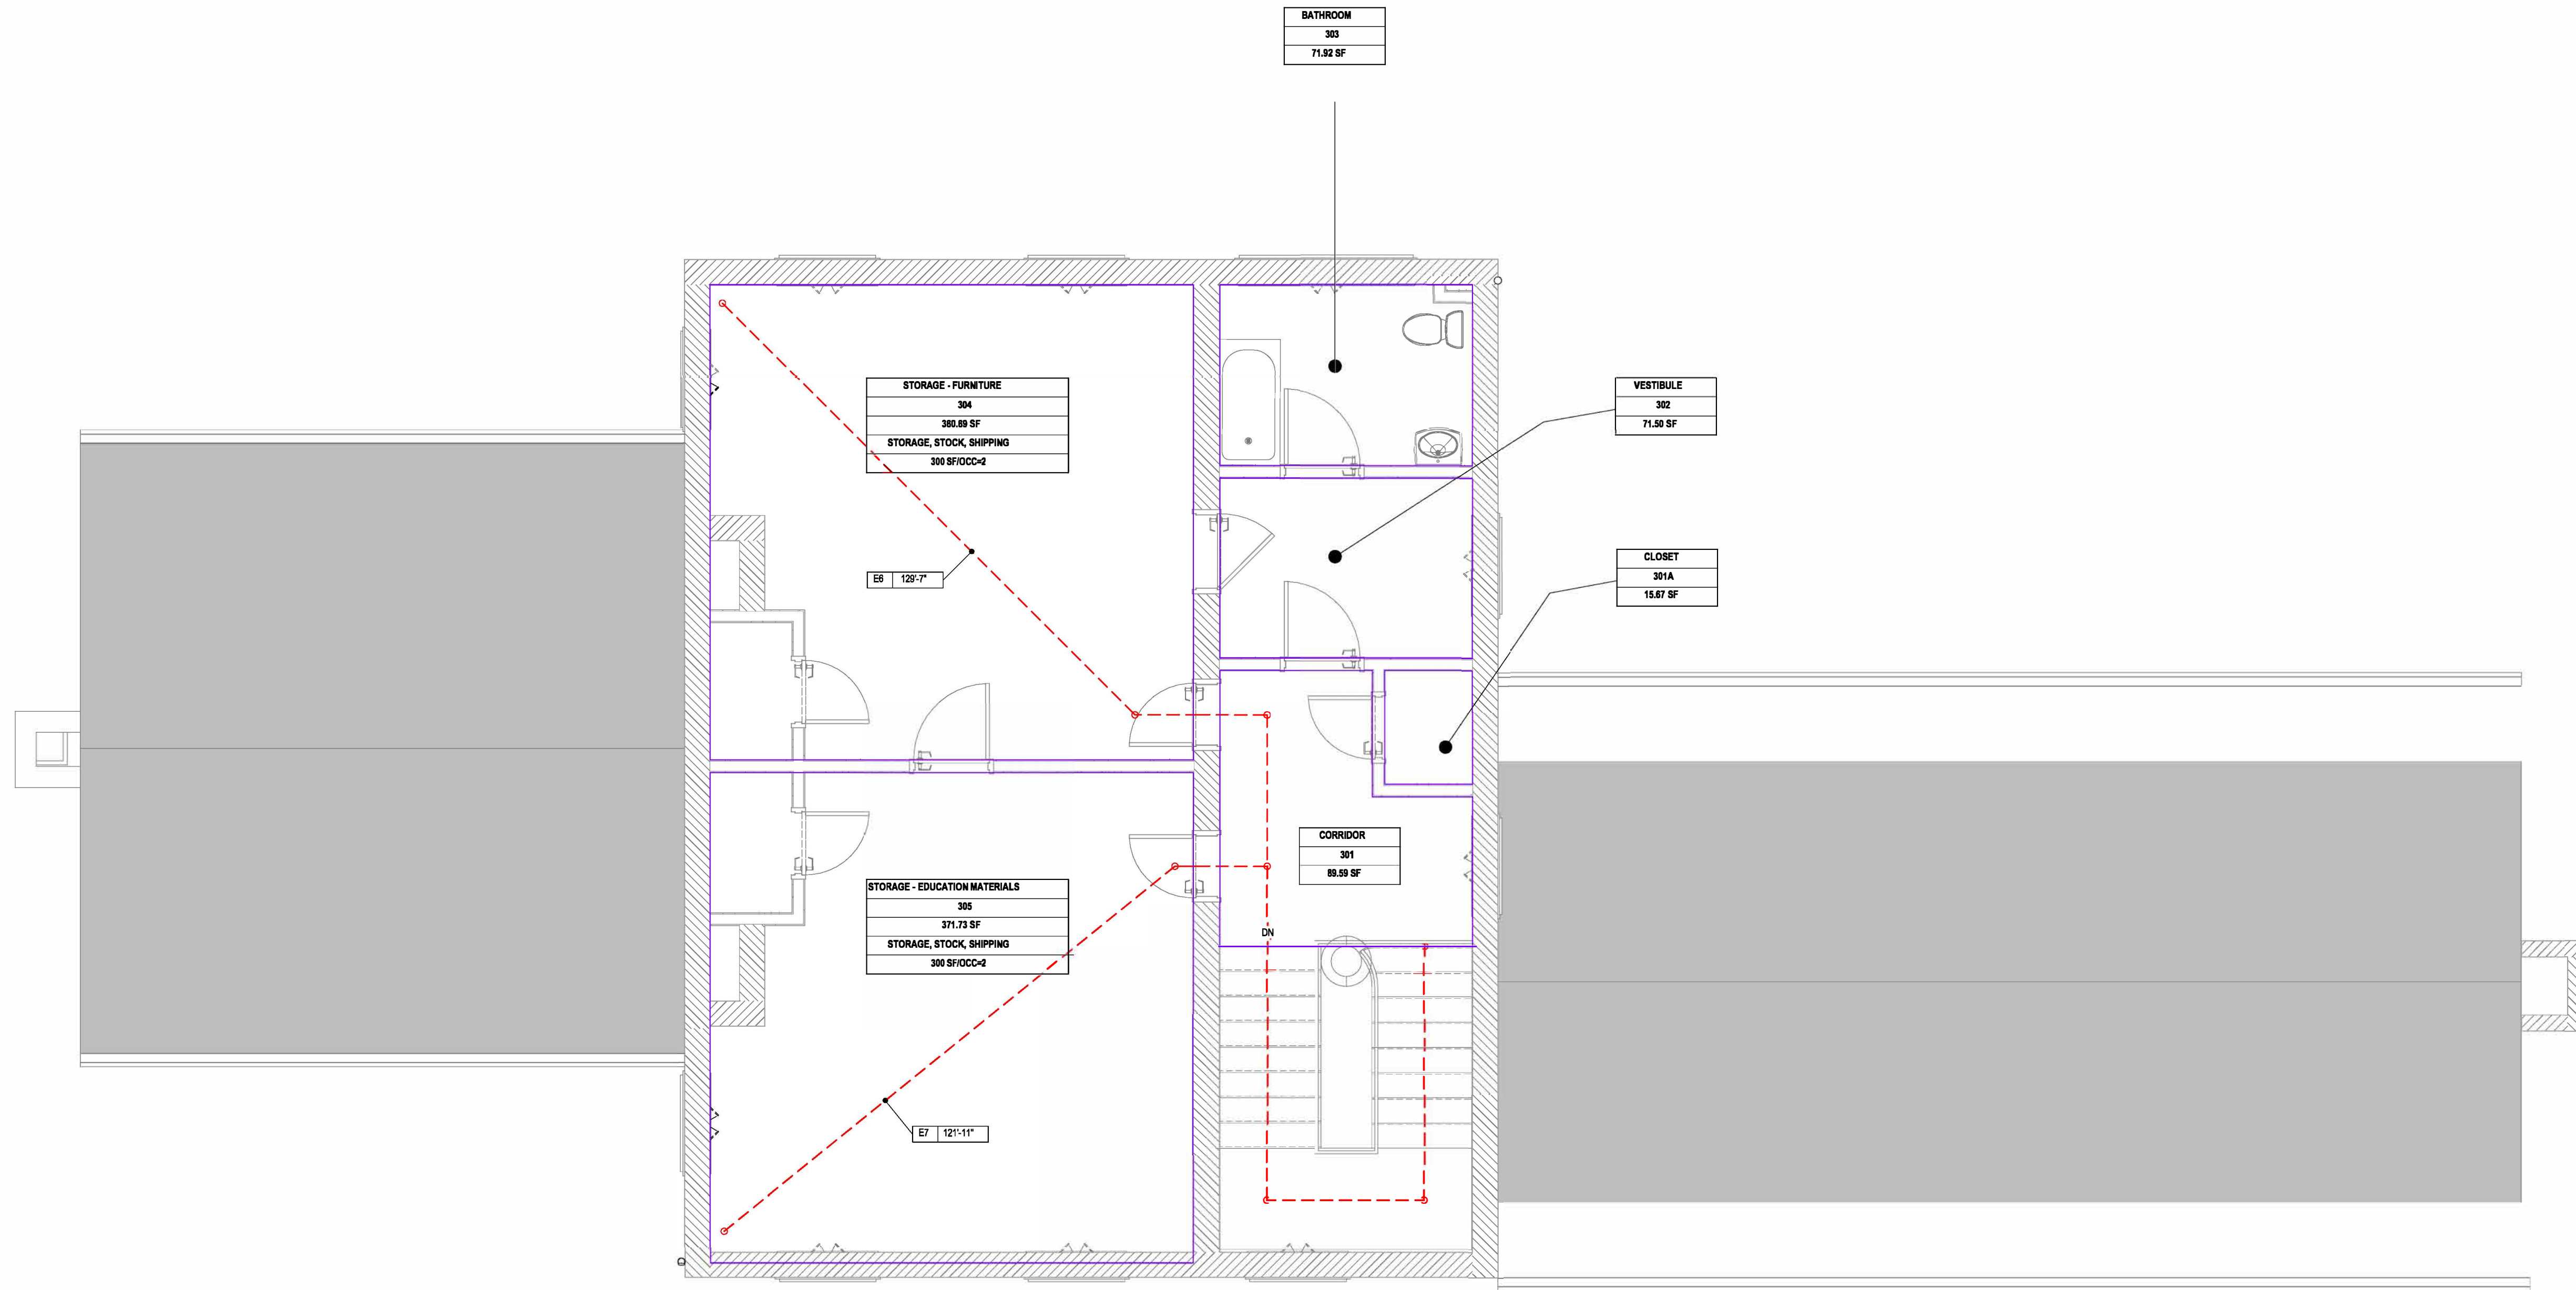 BATHROOM
303
71.92 SF
STORAGE - FURNITURE
304
360.69 SF
STORAGE, STOCK, SHIPPING
300 SF/OCC=2
VESTIBULE
302
71.50 SF
E6 129'-7"
CLOSET
301A
15.67 SF
CORRIDOR
301
89.59 SF
STORAGE - EDUCATION MATERIALS
305
371.73 SF
STORAGE, STOCK, SHIPPING
300 SF/OCC=2
DN
E7 121'-11"